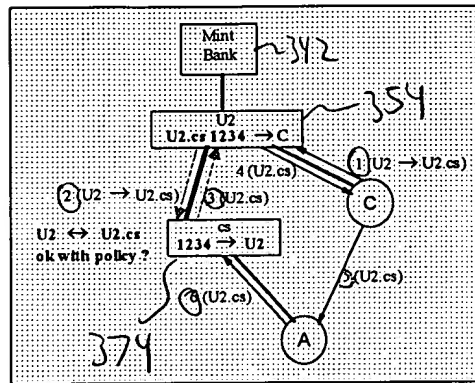 Mint
Bank
342
U2
U2.cs 1234 → C
354
1 (U2 → U2.cs)
4 (U2.cs)
2 (U2 → U2.cs)
3 (U2.cs)
C
U2 ↔ U2.cs
ok with policy ?
cs
1234 → U2
5 (U2.cs)
6 (U2.cs)
374
A